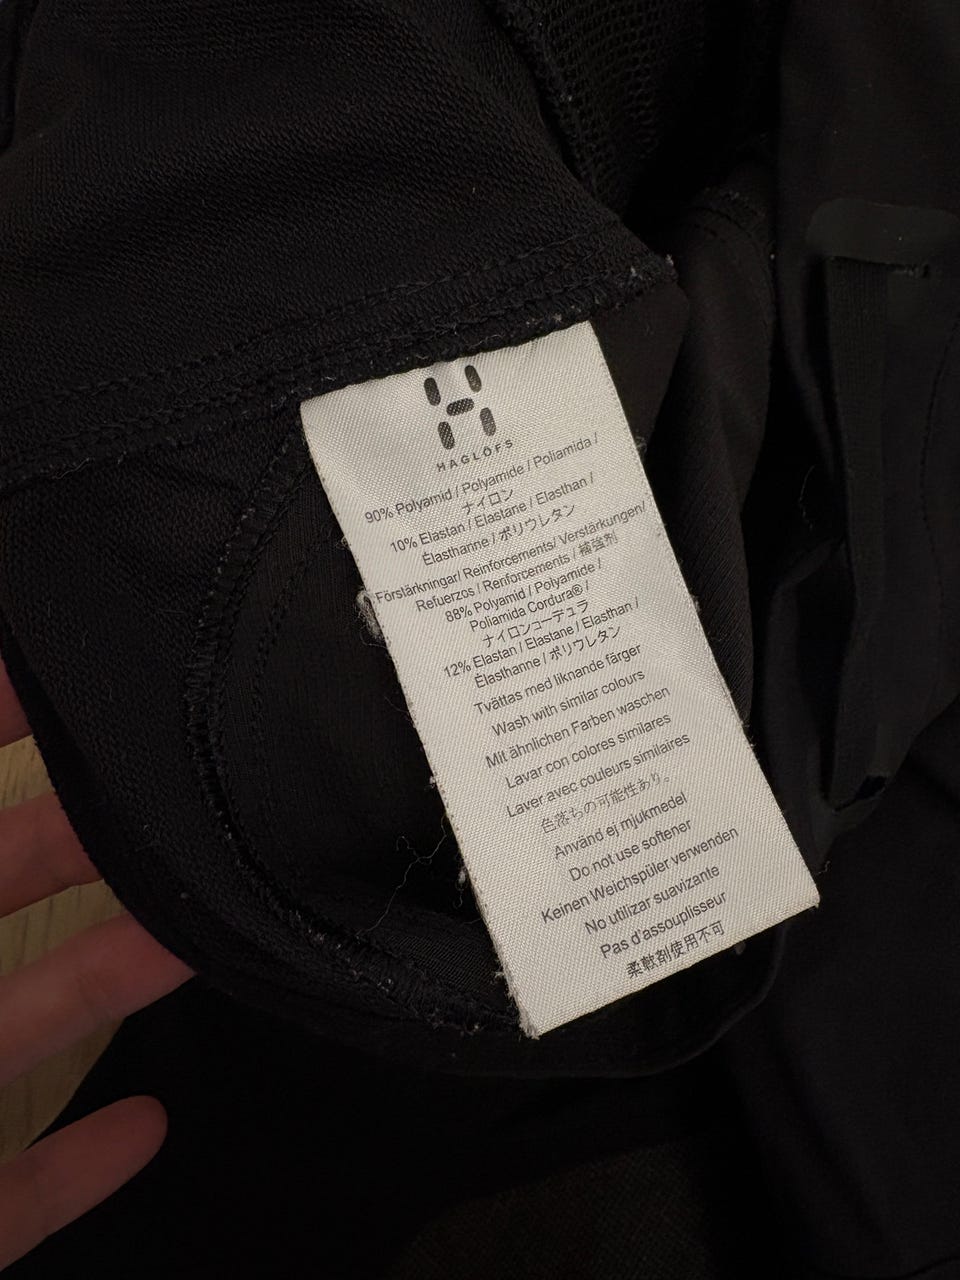 HAGLÖFS
90% Polyamid / Polyamide / Poliamida /
ナイロン
10% Elastan / Elastane / Elasthan /
Élasthanne / ポリウレタン
Förstärkningar/ Reinforcements/ Verstärkungen/
Refuerzos / Renforcements / 補強剤
88% Polyamid / Polyamide /
Poliamida Cordura® /
ナイロンコーデュラ
12% Elastan / Elastane / Elasthan /
Élasthanne / ポリウレタン
Tvättas med liknande färger
Wash with similar colours
Mit ähnlichen Farben waschen
Lavar con colores similares
Laver avec couleurs similaires
色落ちの可能性あり。
Använd ej mjukmedel
Do not use softener
Keinen Weichspüler verwenden
No utilizar suavizante
Pas d'assouplisseur
柔軟剤使用不可